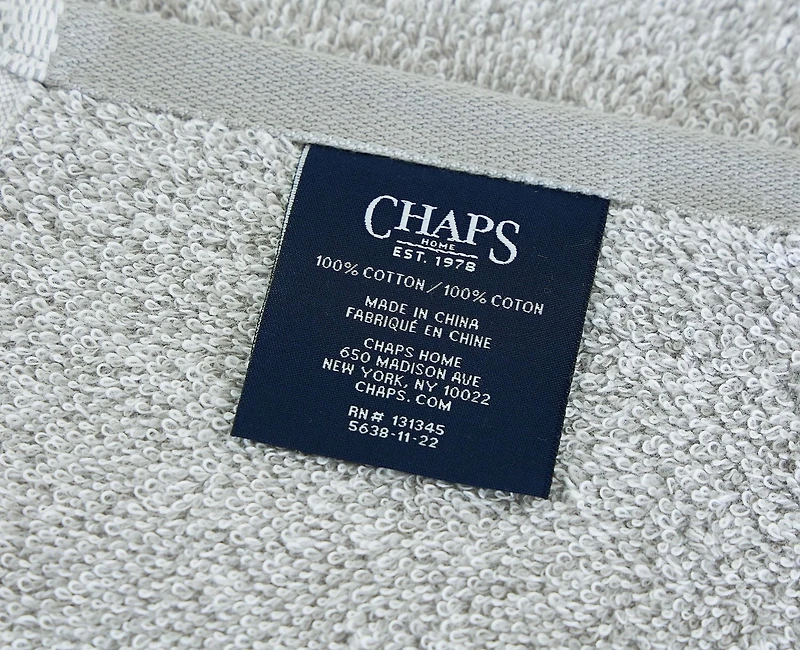 CHAPS
HOME
EST. 1978
100% COTTON / 100% COTON
MADE IN CHINA
FABRIQUÉ EN CHINE
CHAPS HOME
650 MADISON AVE
NEW YORK, NY 10022
CHAPS.COM
RN# 131345
5638-11-22